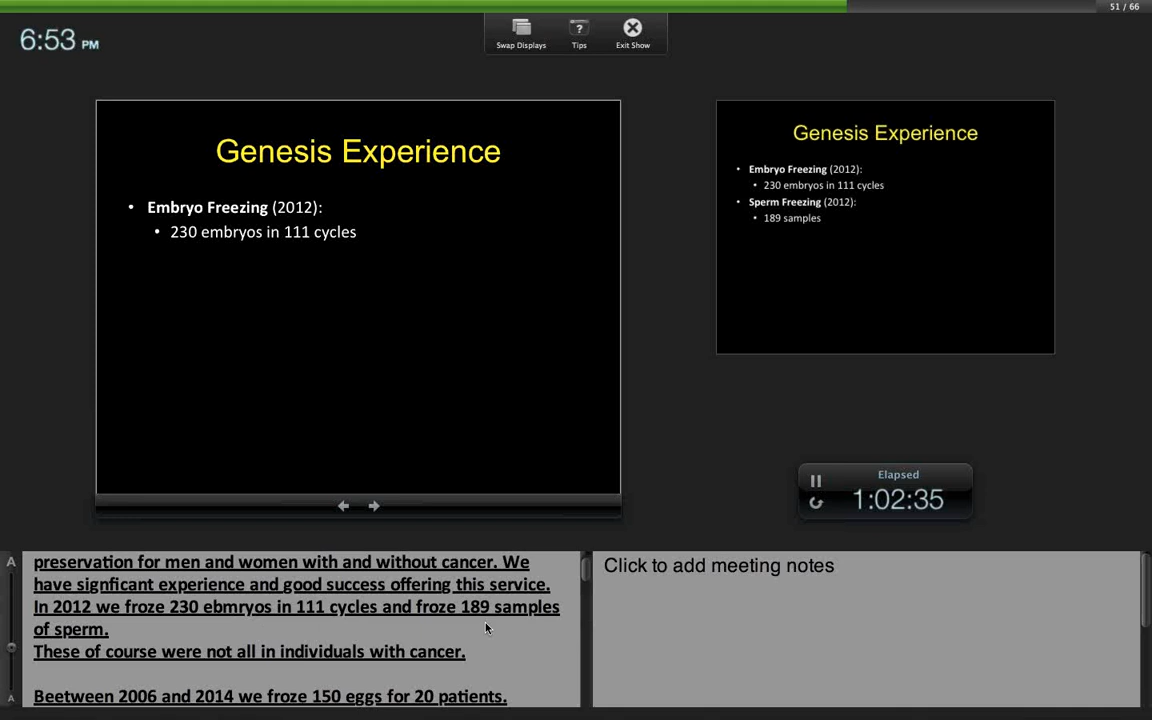 51 / 66
6:53 PM
Swap Displays
Tips
Exit Show
Genesis Experience
• Embryo Freezing (2012):
• 230 embryos in 111 cycles
Genesis Experience
• Embryo Freezing (2012):
• 230 embryos in 111 cycles
• Sperm Freezing (2012):
• 189 samples
Elapsed
1:02:35
A
A
preservation for men and women with and without cancer. We
have signficant experience and good success offering this service.
In 2012 we froze 230 ebmryos in 111 cycles and froze 189 samples
of sperm.
These of course were not all in individuals with cancer.
Beetween 2006 and 2014 we froze 150 eggs for 20 patients.
Click to add meeting notes